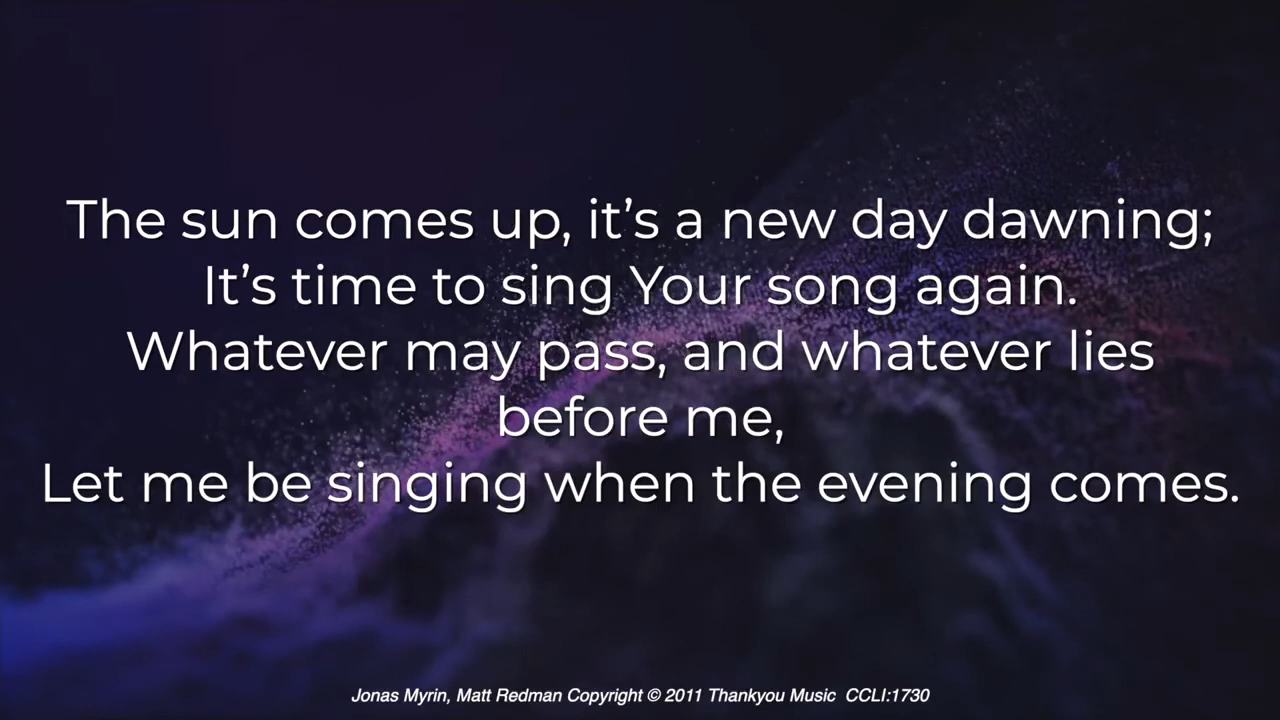 The sun comes up, it’s a new day dawning;
It’s time to sing Your song again.
Whatever may pass, and whatever lies
before me,
Let me be singing when the evening comes.
Jonas Myrin, Matt Redman Copyright © 2011 Thankyou Music  CCLI:1730